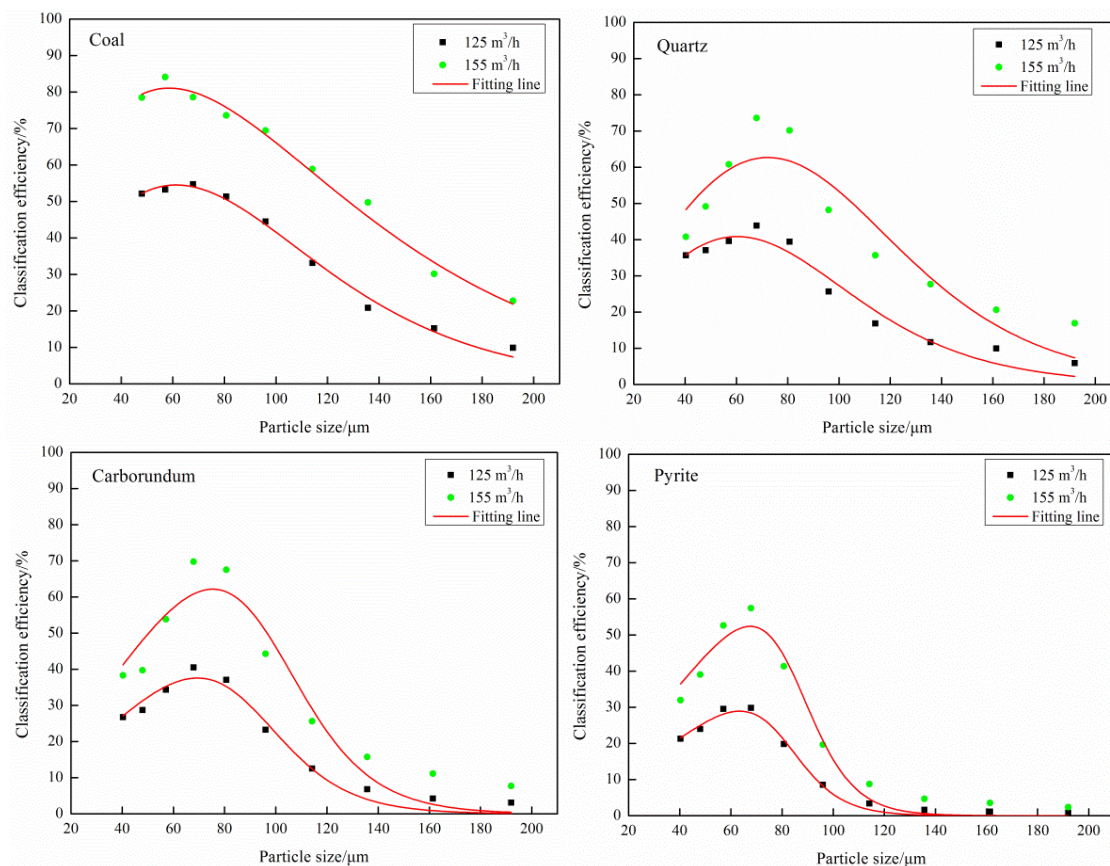 Coal
125 m³/h
155 m³/h
Fitting line
Classification efficiency/%
100
90
80
70
60
50
40
30
20
10
0
20 40 60 80 100 120 140 160 180 200
Particle size/μm
Quartz
125 m³/h
155 m³/h
Fitting line
Classification efficiency/%
100
90
80
70
60
50
40
30
20
10
0
20 40 60 80 100 120 140 160 180 200
Particle size/μm
Carborundum
125 m³/h
155 m³/h
Fitting line
Classification efficiency/%
100
90
80
70
60
50
40
30
20
10
0
20 40 60 80 100 120 140 160 180 200
Particle size/μm
Pyrite
125 m³/h
155 m³/h
Fitting line
Classification efficiency/%
100
90
80
70
60
50
40
30
20
10
0
20 40 60 80 100 120 140 160 180 200
Particle size/μm